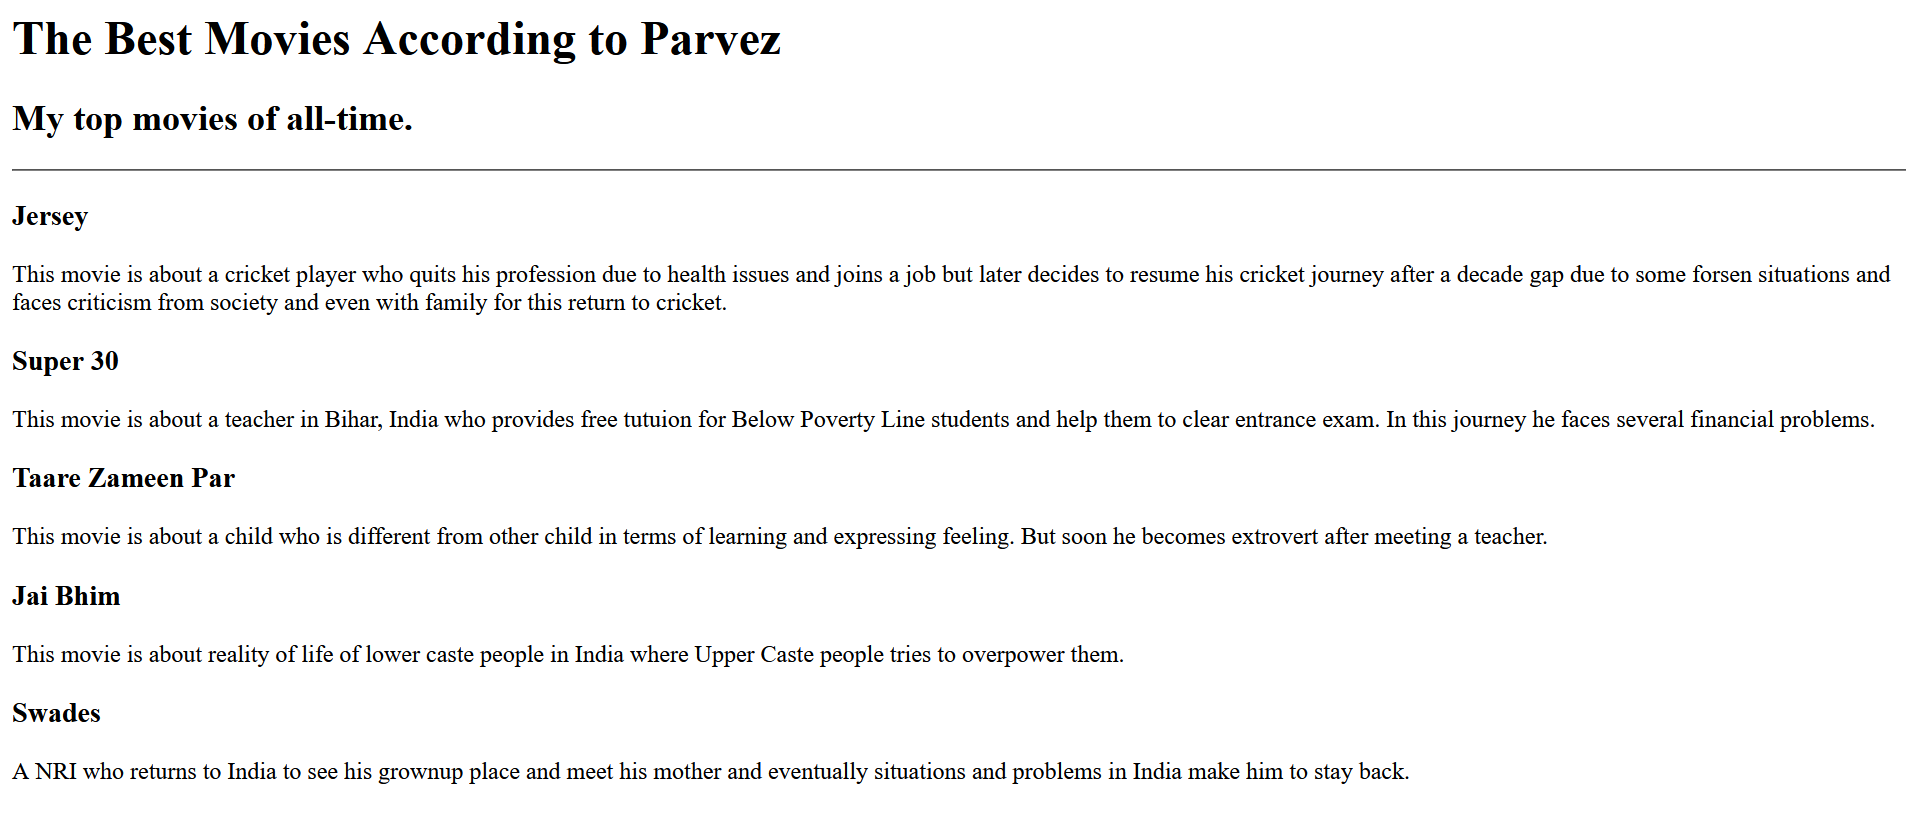 The Best Movies According to Parvez
My top movies of all-time.
Jersey
This movie is about a cricket player who quits his profession due to health issues and joins a job but later decides to resume his cricket journey after a decade gap due to some forsen situations and
faces criticism from society and even with family for this return to cricket.
Super 30
This movie is about a teacher in Bihar, India who provides free tutuion for Below Poverty Line students and help them to clear entrance exam. In this journey he faces several financial problems.
Taare Zameen Par
This movie is about a child who is different from other child in terms of learning and expressing feeling. But soon he becomes extrovert after meeting a teacher.
Jai Bhim
This movie is about reality of life of lower caste people in India where Upper Caste people tries to overpower them.
Swades
A NRI who returns to India to see his grownup place and meet his mother and eventually situations and problems in India make him to stay back.